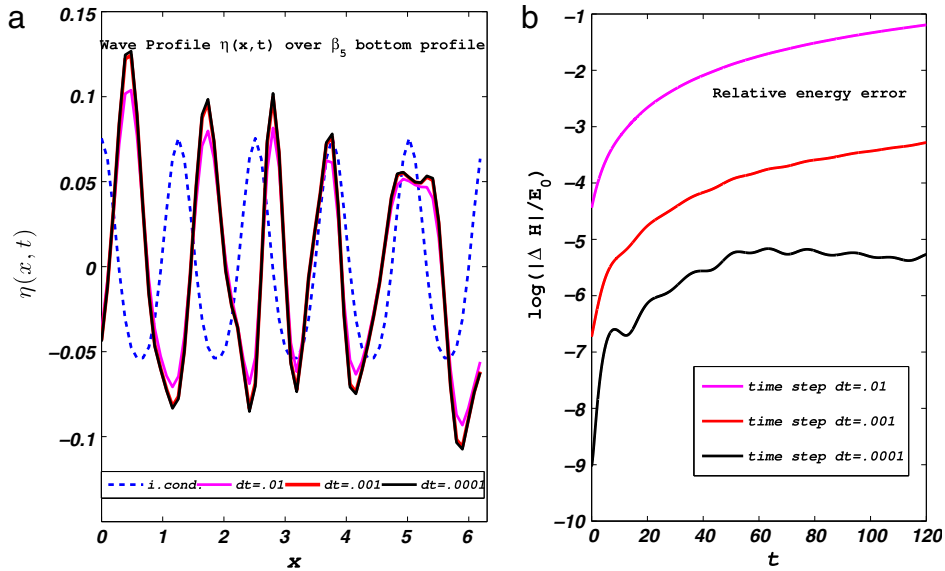 a
Wave Profile η(x,t) over β5 bottom profile
η(x, t)
0.1
0.05
0
−0.05
−0.1
i.cond. dt=.01 dt=.001 dt=.0001
0 1 2 3 4 5 6
x
b
Relative energy error
log(|Δ H|/E0)
−1
−2
−3
−4
−5
−6
−7
−8
−9
−10
time step dt=.01
time step dt=.001
time step dt=.0001
0 20 40 60 80 100 120
t